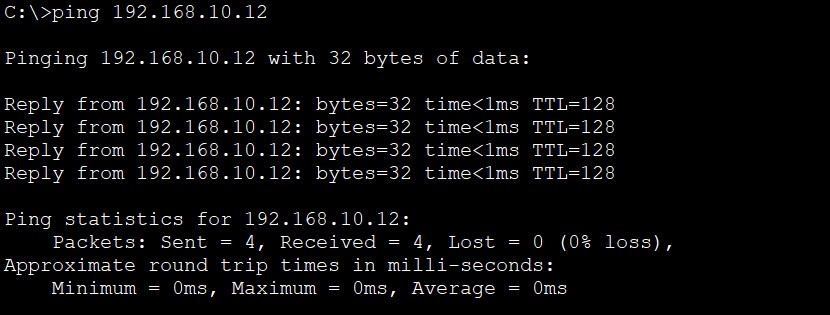 C:\>ping 192.168.10.12
Pinging 192.168.10.12 with 32 bytes of data:
Reply from 192.168.10.12: bytes=32 time<1ms TTL=128
Reply from 192.168.10.12: bytes=32 time<1ms TTL=128
Reply from 192.168.10.12: bytes=32 time<1ms TTL=128
Reply from 192.168.10.12: bytes=32 time<1ms TTL=128
Ping statistics for 192.168.10.12:
    Packets: Sent = 4, Received = 4, Lost = 0 (0% loss),
Approximate round trip times in milli-seconds:
    Minimum = 0ms, Maximum = 0ms, Average = 0ms